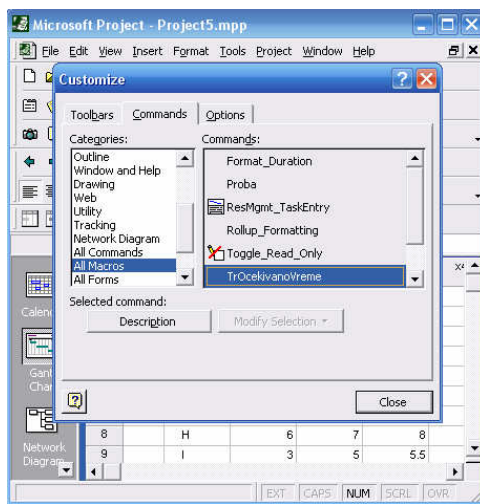 Microsoft Project - Project5.mpp
File Edit View Insert Format Tools Project Window Help
Customize
Toolbars Commands Options
Categories: Commands:
Outline
Window and Help
Drawing
Web
Utility
Tracking
Network Diagram
All Commands
All Macros
All Forms
Format_Duration
Proba
ResMgmt_TaskEntry
Rollup_Formatting
Toggle_Read_Only
TrOcekivanoVreme
Selected command:
Description Modify Selection
Close
Gant
Char
Network
Diagram
8 H 6 7 8
9 I 3 5 5.5
EXT CAPS NUM SCRL OVR